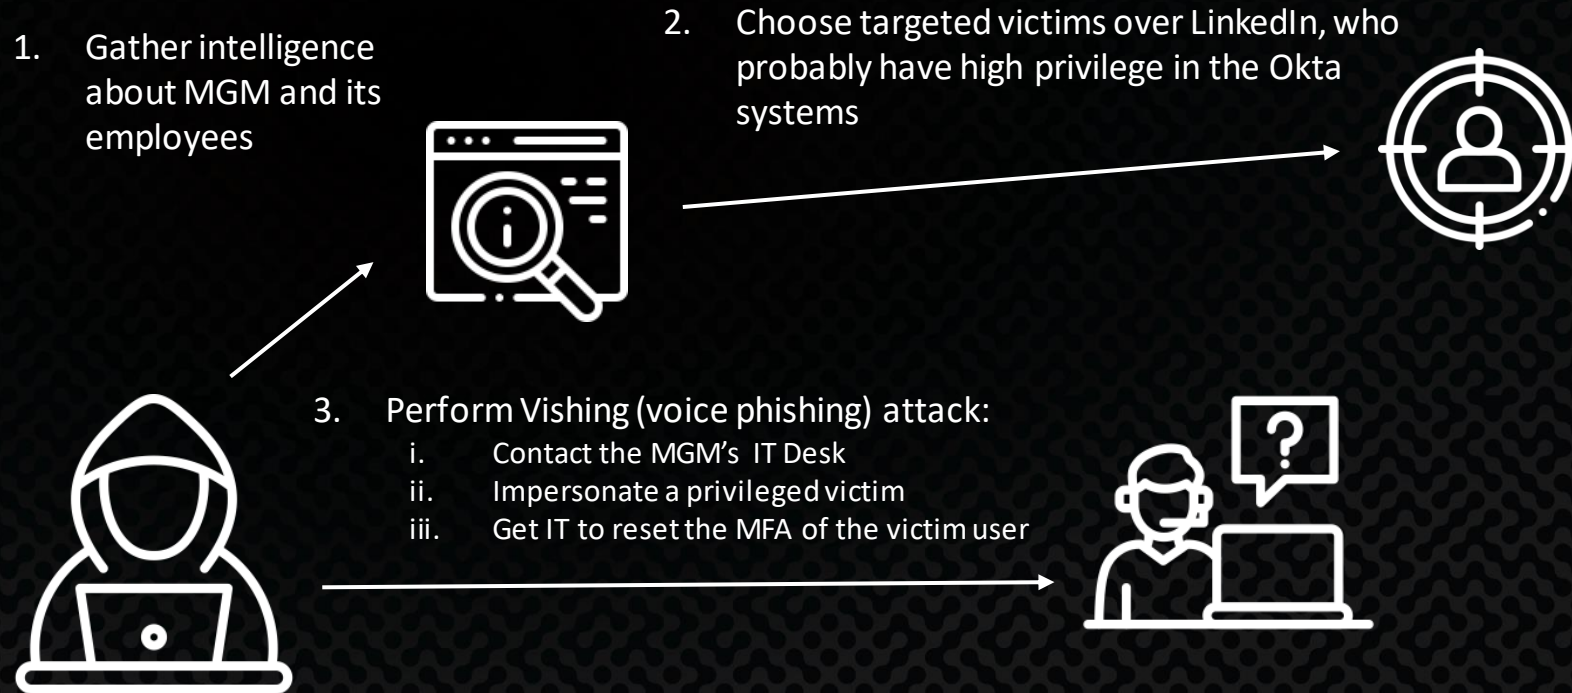 1. Gather intelligence
about MGM and its
employees
2. Choose targeted victims over LinkedIn, who
probably have high privilege in the Okta
systems
3. Perform Vishing (voice phishing) attack:
i. Contact the MGM’s IT Desk
ii. Impersonate a privileged victim
iii. Get IT to reset the MFA of the victim user
i
?